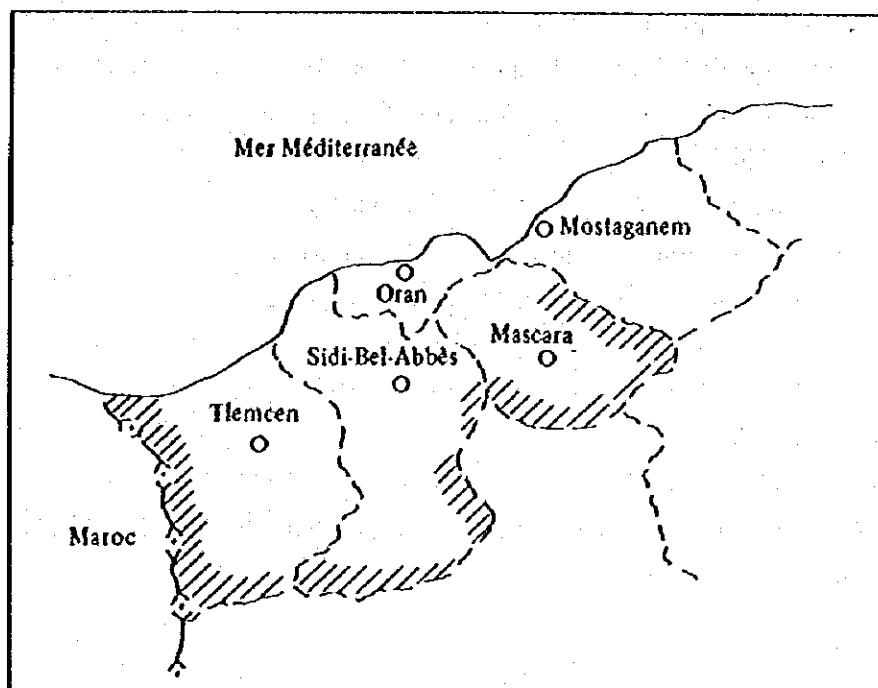 Mer Méditerranée
Mostaganem
Oran
Mascara
Sidi-Bel-Abbès
Tlemcen
Maroc